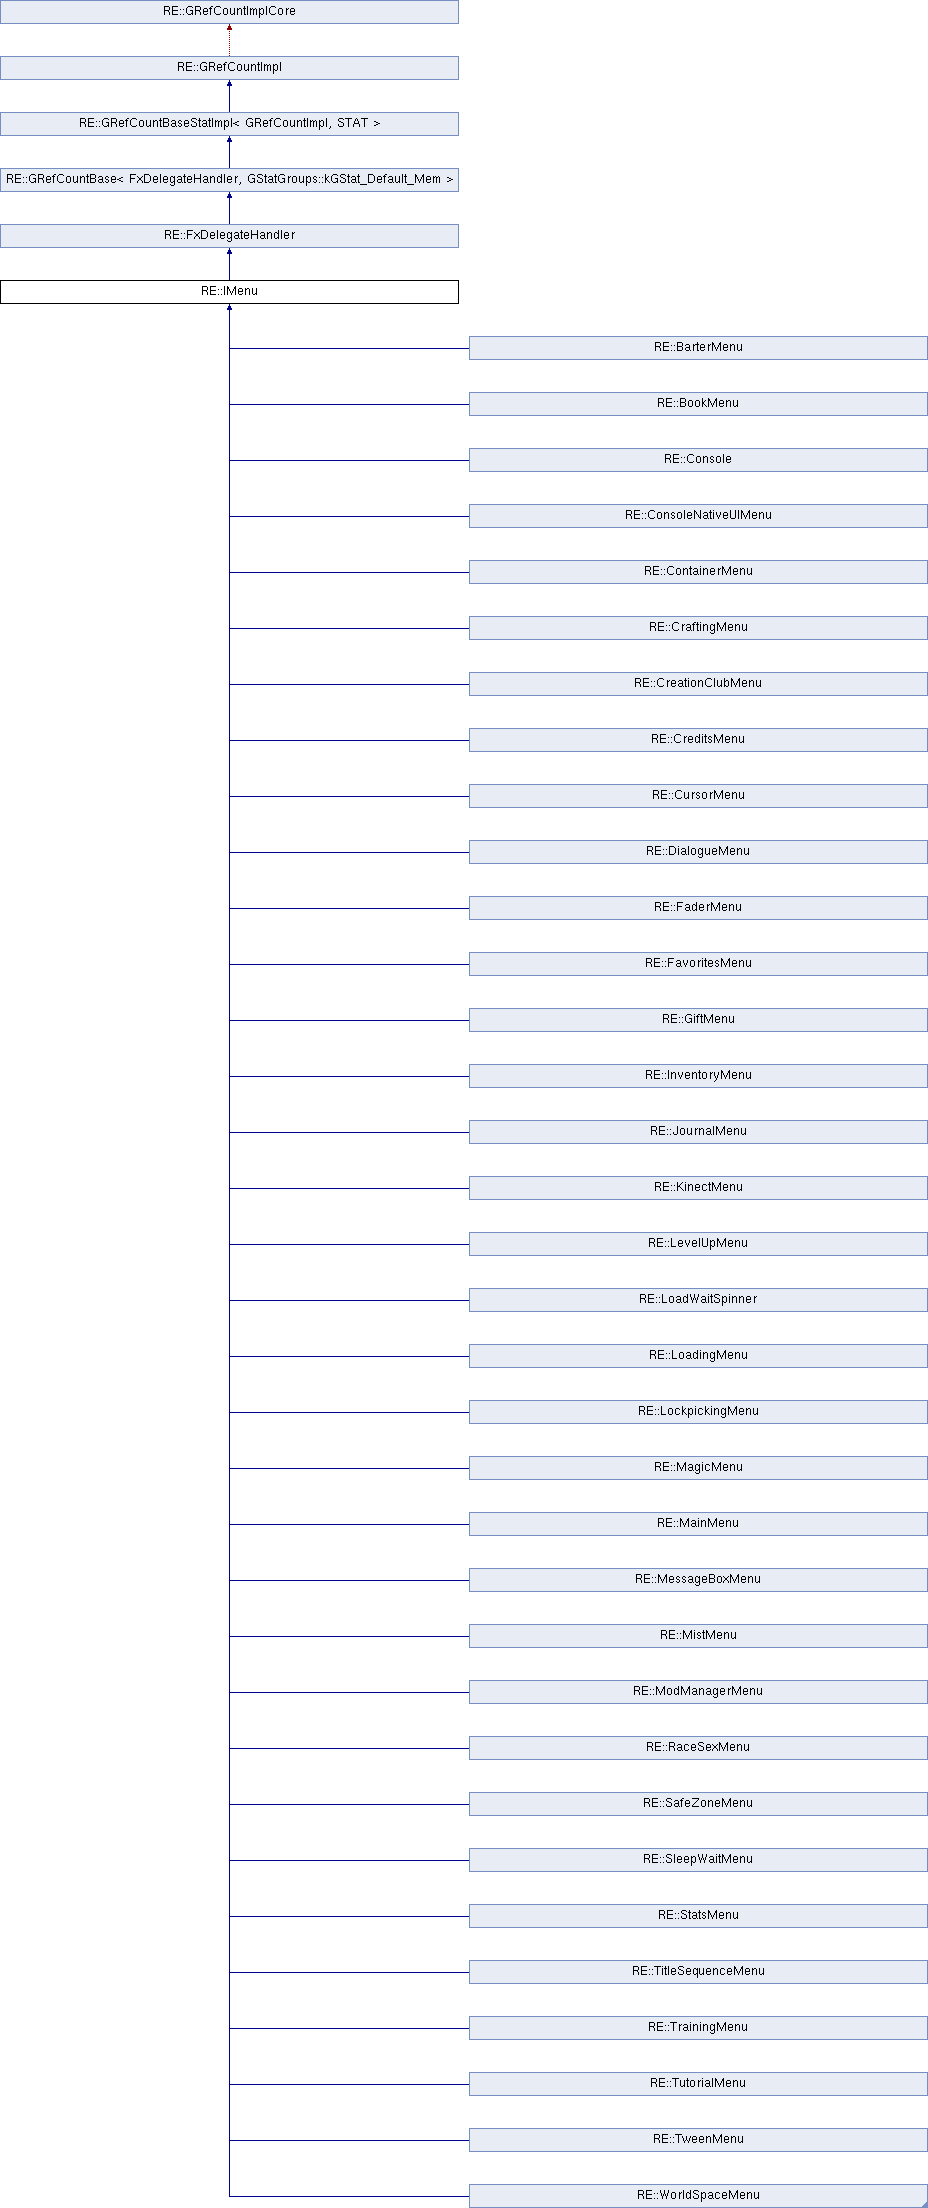 RE::GRefCountImplCore
RE::GRefCountImpl
RE::GRefCountBaseStatImpl< GRefCountImpl, STAT >
RE::GRefCountBase< FxDelegateHandler, GStatGroups::kGStat_Default_Mem >
RE::FxDelegateHandler
RE::IMenu
RE::BarterMenu
RE::BookMenu
RE::Console
RE::ConsoleNativeUIMenu
RE::ContainerMenu
RE::CraftingMenu
RE::CreationClubMenu
RE::CreditsMenu
RE::CursorMenu
RE::DialogueMenu
RE::FaderMenu
RE::FavoritesMenu
RE::GiftMenu
RE::InventoryMenu
RE::JournalMenu
RE::KinectMenu
RE::LevelUpMenu
RE::LoadWaitSpinner
RE::LoadingMenu
RE::LockpickingMenu
RE::MagicMenu
RE::MainMenu
RE::MessageBoxMenu
RE::MistMenu
RE::ModManagerMenu
RE::RaceSexMenu
RE::SafeZoneMenu
RE::SleepWaitMenu
RE::StatsMenu
RE::TitleSequenceMenu
RE::TrainingMenu
RE::TutorialMenu
RE::TweenMenu
RE::WorldSpaceMenu